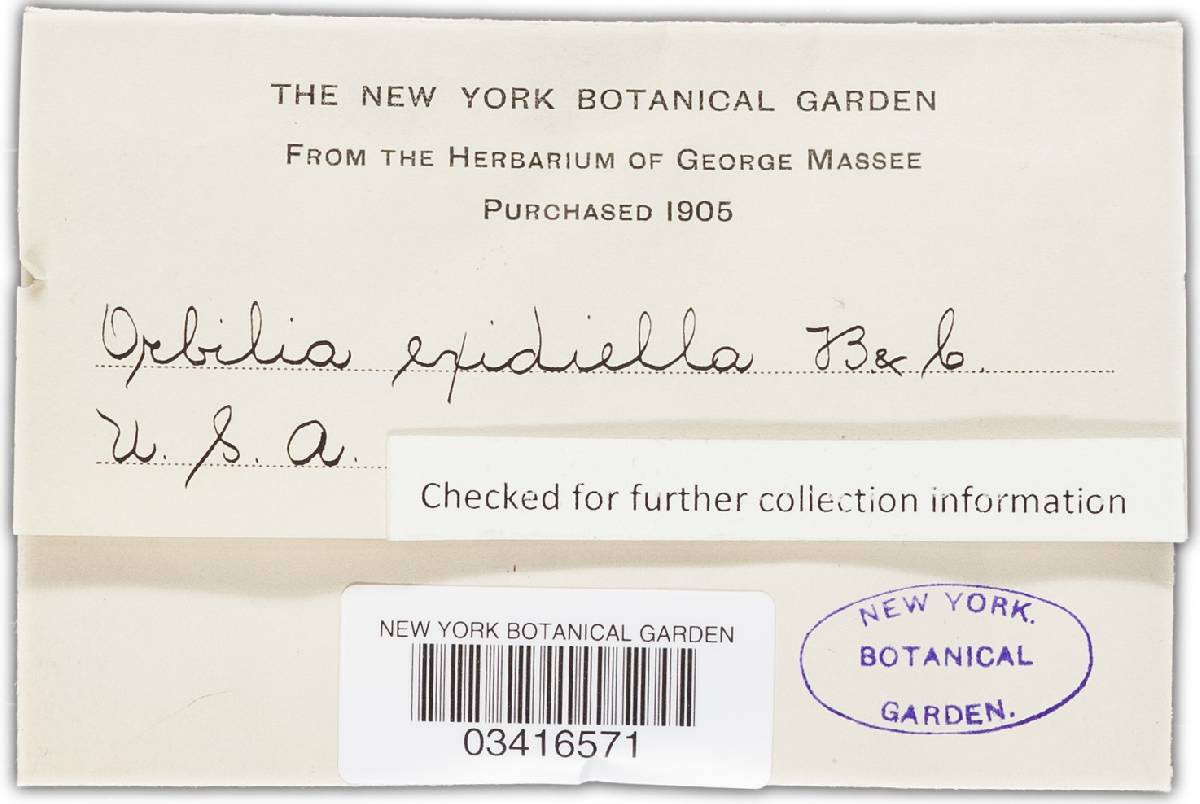 THE NEW YORK BOTANICAL GARDEN
FROM THE HERBARIUM OF GEORGE MASSEE
PURCHASED 1905
Orbilia exidiella B & C.
U. S. A.
Checked for further collection information
NEW YORK BOTANICAL GARDEN
03416571
NEW YORK.
BOTANICAL
GARDEN.